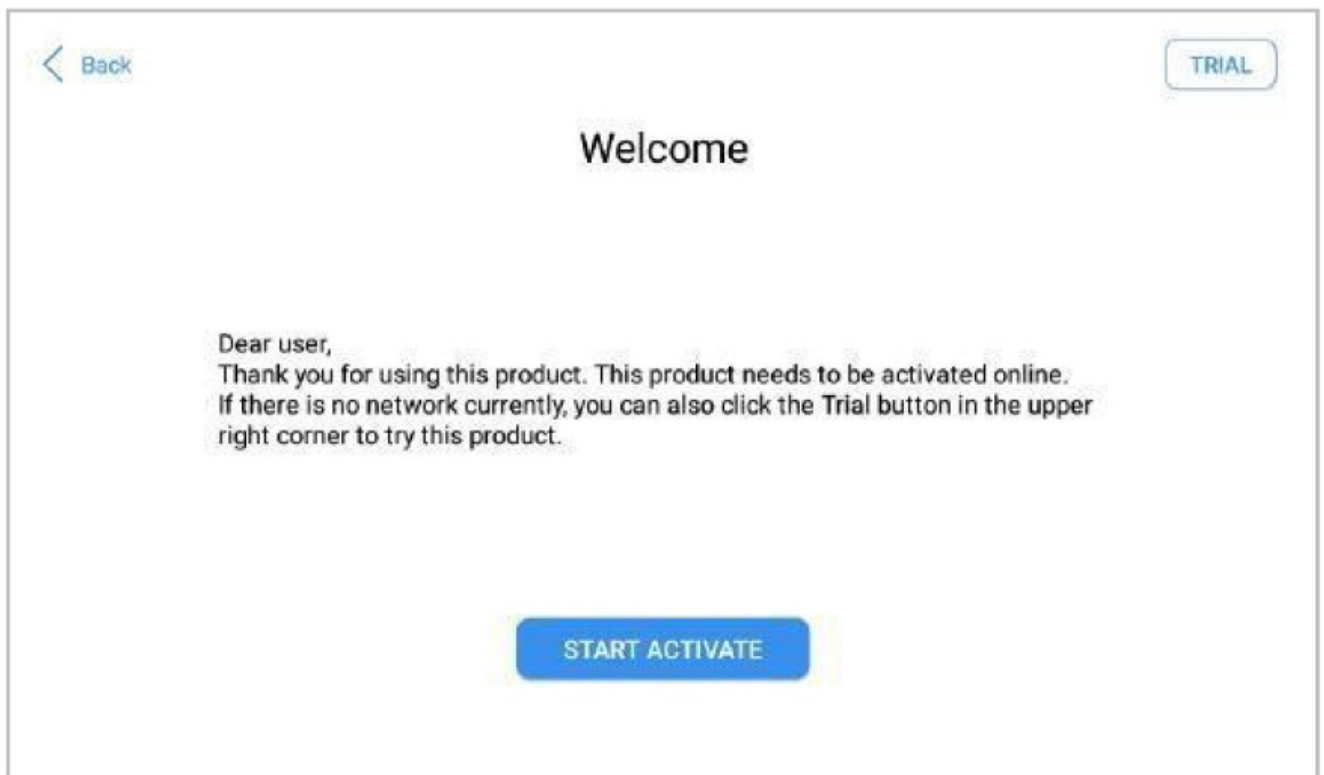 Back
TRIAL
Welcome
Dear user,
Thank you for using this product. This product needs to be activated online.
If there is no network currently, you can also click the Trial button in the upper
right corner to try this product.
START ACTIVATE